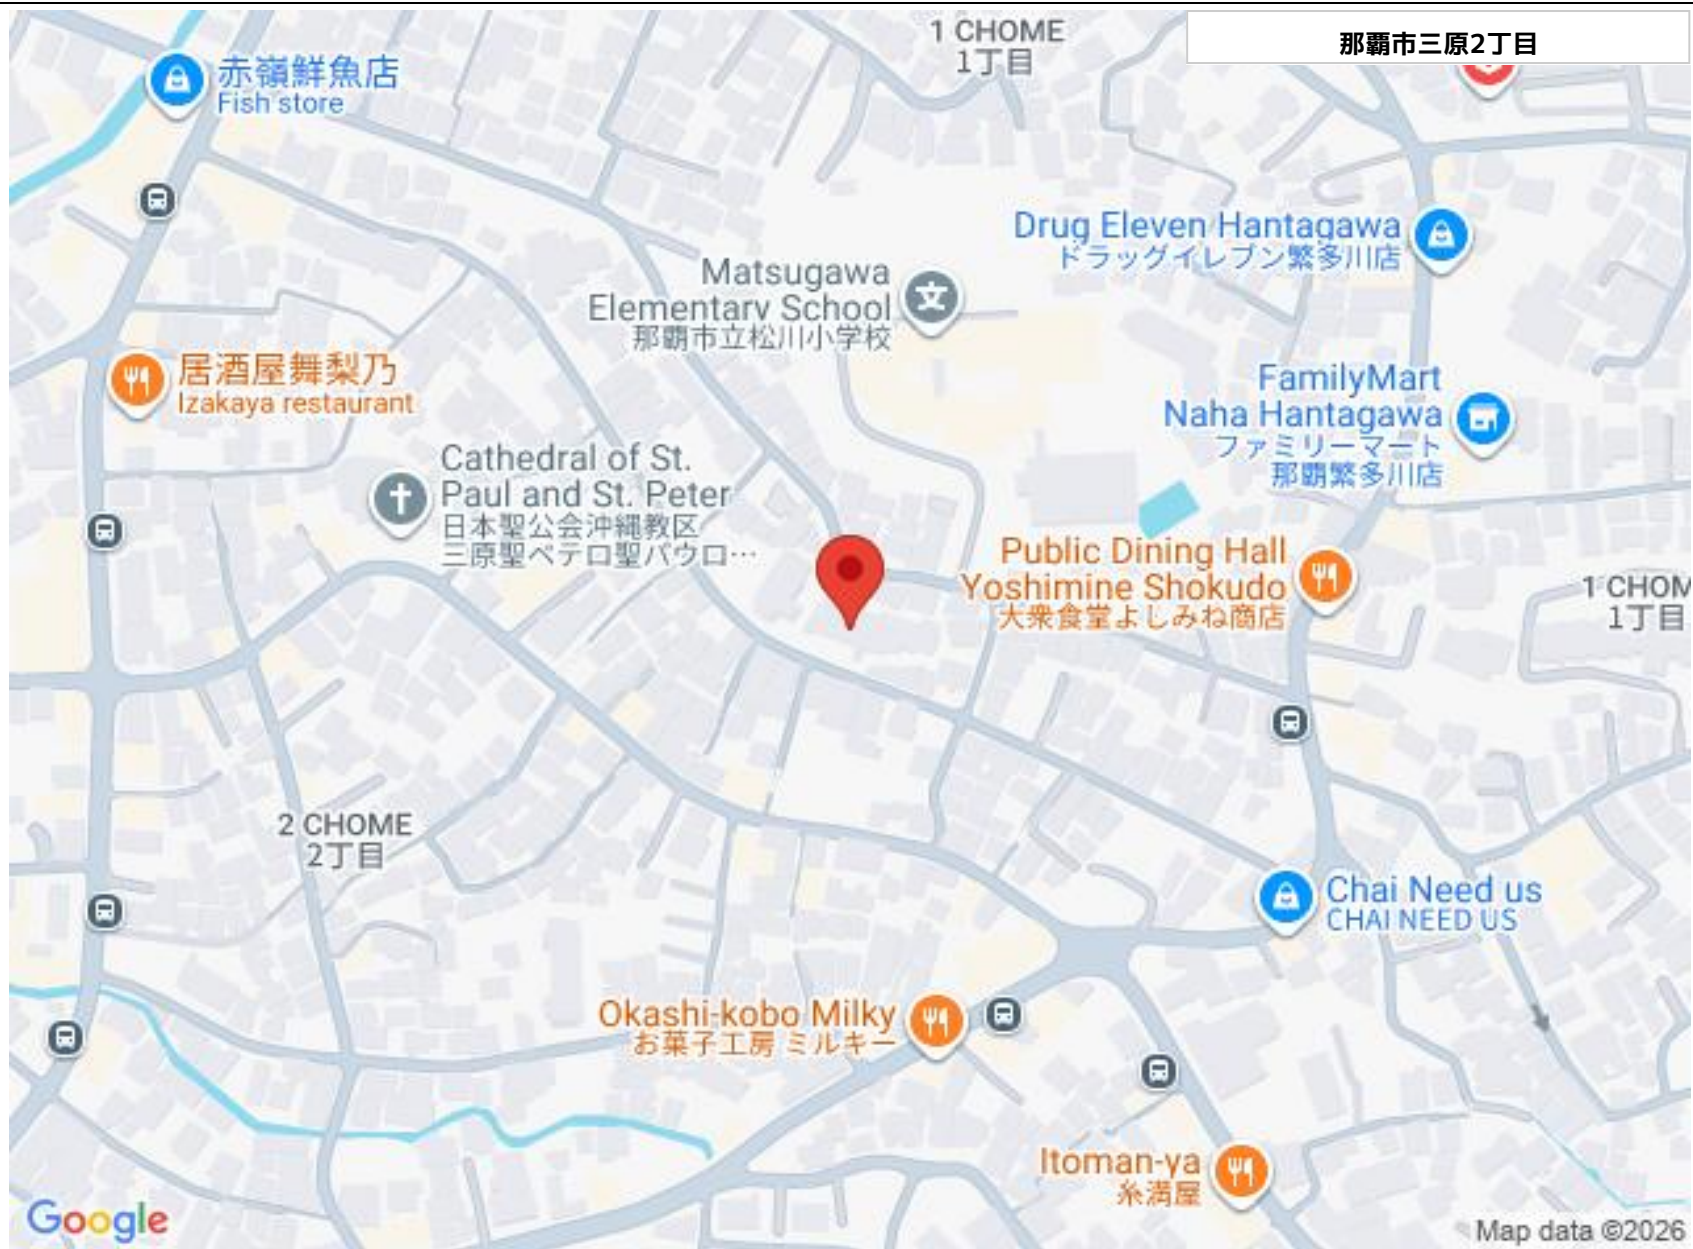 1 CHOME
1丁目
那覇市三原2丁目
赤嶺鮮魚店
Fish store
Drug Eleven Hantagawa
ドラッグイレブン繁多川店
Matsugawa
Elementary School
那覇市立松川小学校
居酒屋舞梨乃
Izakaya restaurant
FamilyMart
Naha Hantagawa
ファミリーマート
那覇繁多川店
Cathedral of St.
Paul and St. Peter
日本聖公会沖縄教区
三原聖ペテロ聖パウロ…
Public Dining Hall
Yoshimine Shokudo
大衆食堂よしみね商店
1 CHOM
1丁目
2 CHOME
2丁目
Chai Need us
CHAI NEED US
Okashi-kobo Milky
お菓子工房 ミルキー
Itoman-ya
糸満屋
Google
Map data ©2026